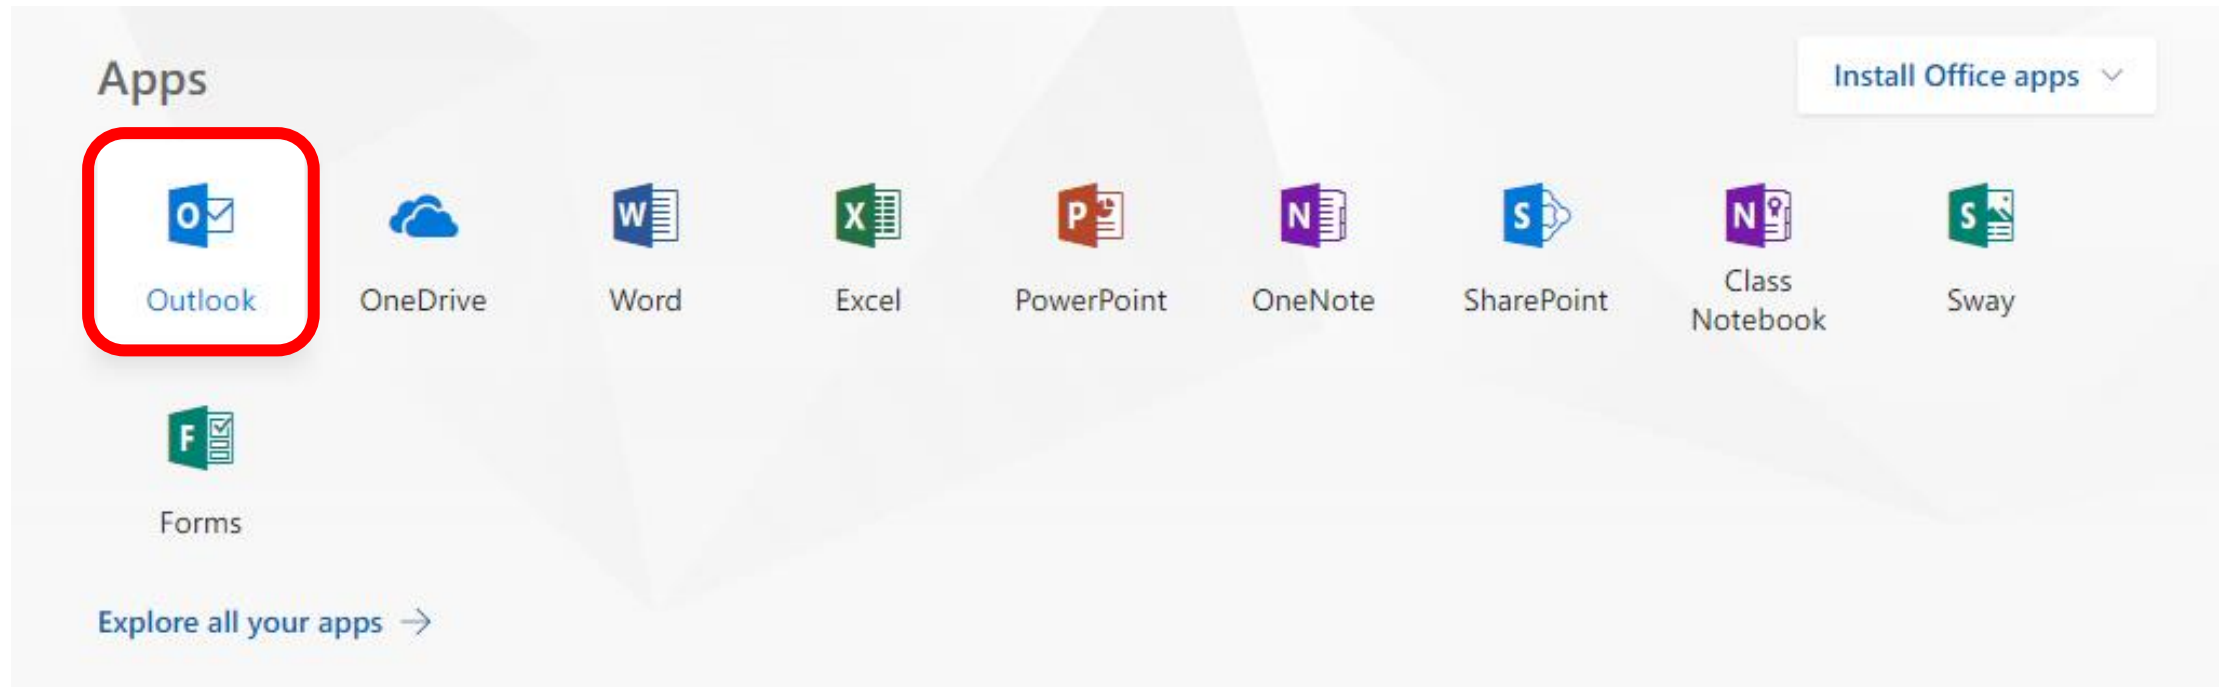 Apps
Install Office apps
Outlook
OneDrive
Word
Excel
PowerPoint
OneNote
SharePoint
Class
Notebook
Sway
Forms
Explore all your apps